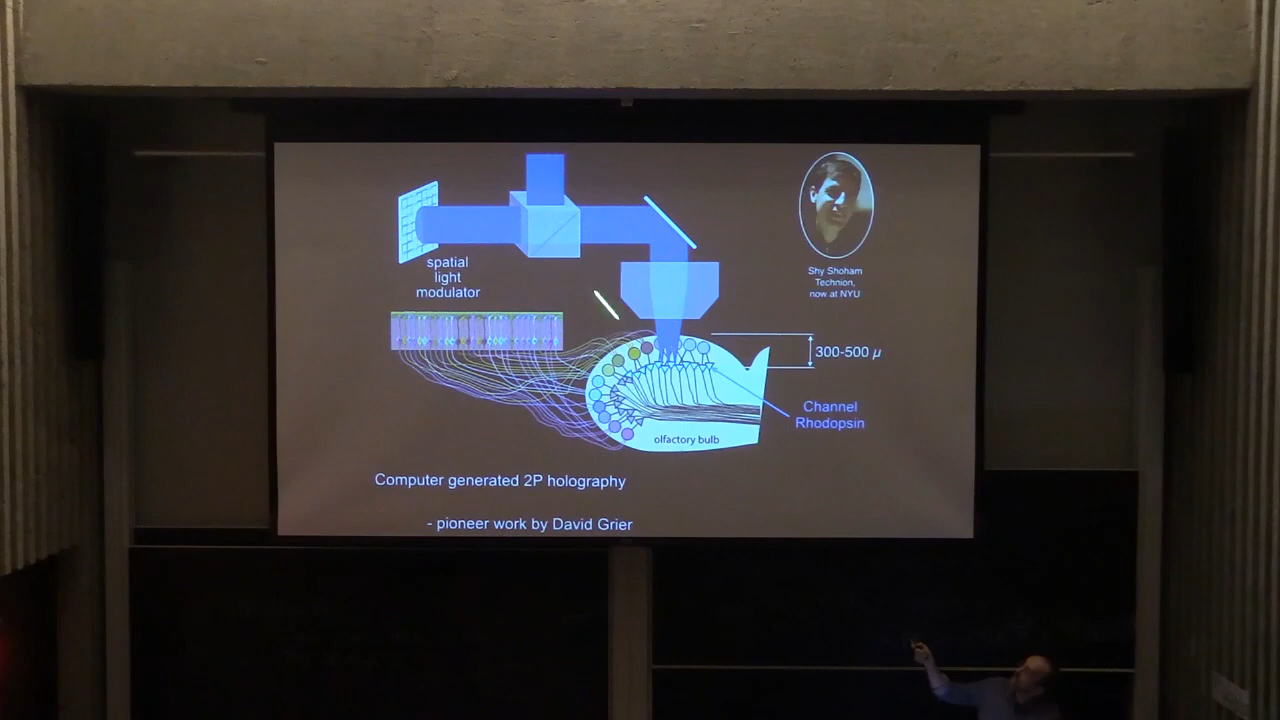 spatial
light
modulator
Shy Shoham
Technion,
now at NYU
300-500 μ
Channel
Rhodopsin
olfactory bulb
Computer generated 2P holography
- pioneer work by David Grier